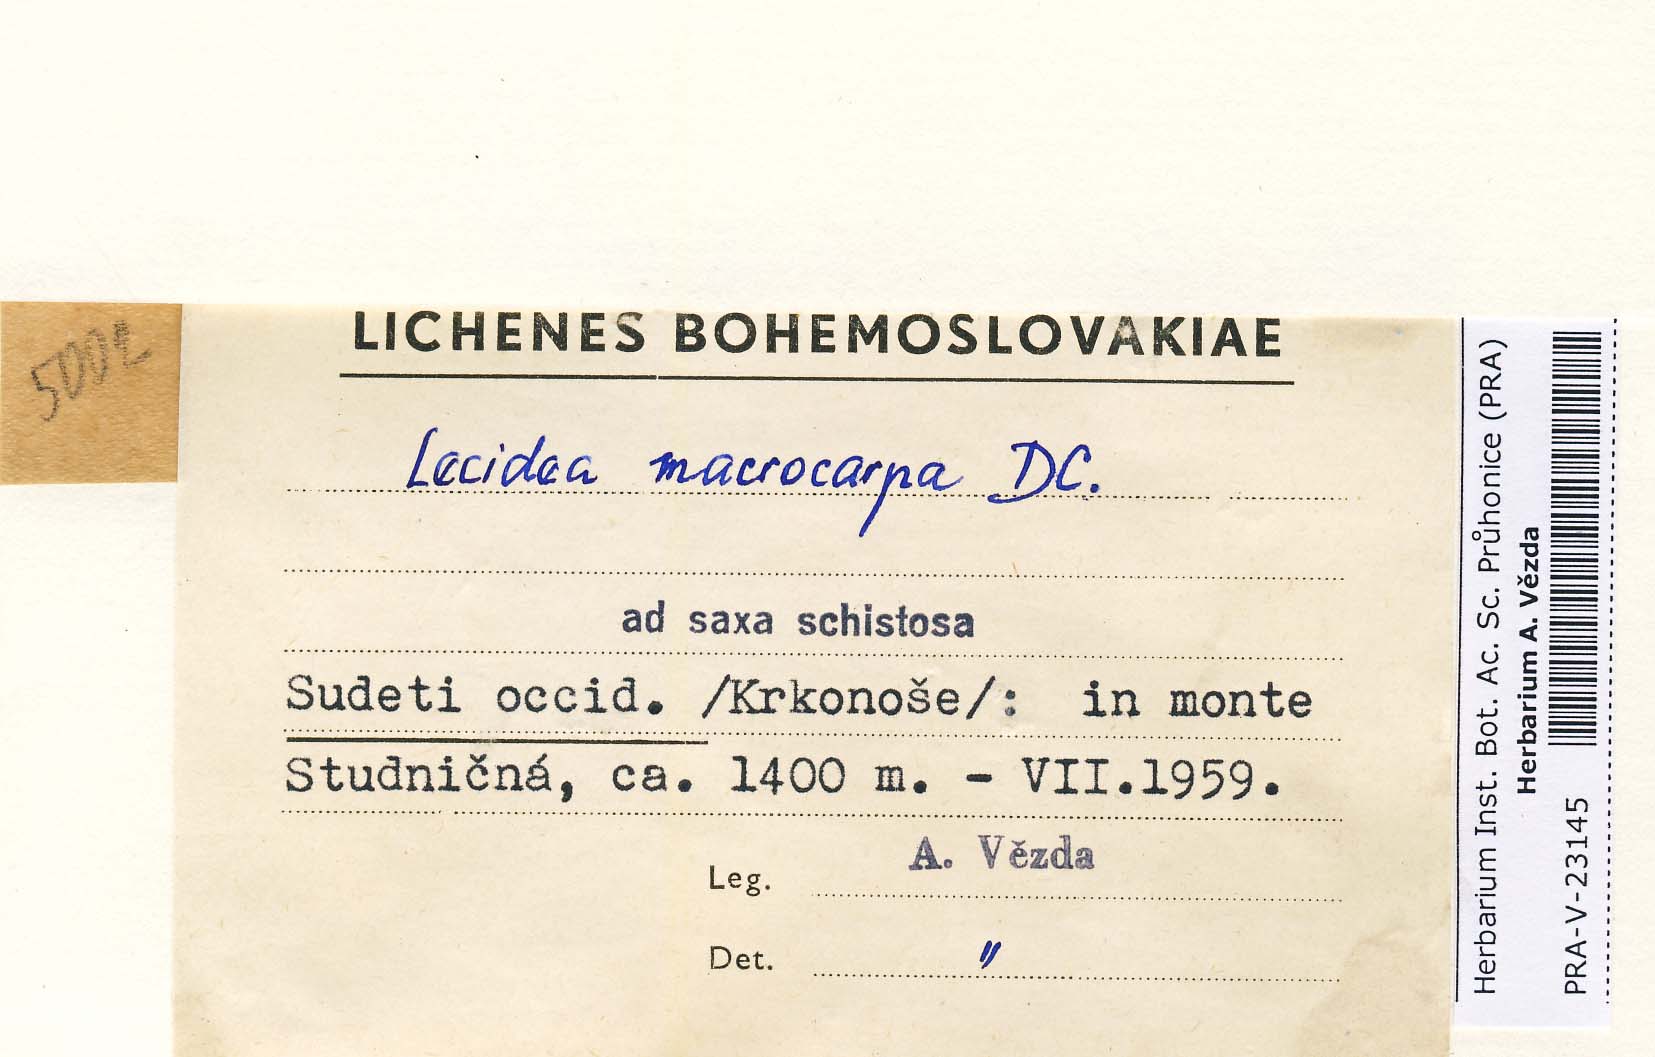 5002
LICHENES BOHEMOSLOVAKIAE
Lecidea macrocarpa DC.
ad saxa schistosa
Sudeti occid. /Krkonoše/: in monte
Studničná, ca. 1400 m. - VII.1959.
Leg. A. Vězda
Det. "
Herbarium Inst. Bot. Ac. Sc. Průhonice (PRA)
Herbarium A. Vězda
PRA-V-23145